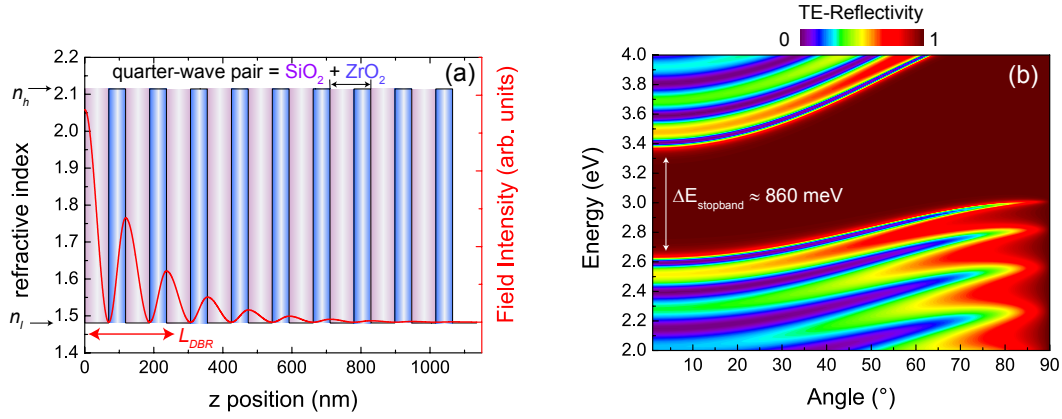 quarter-wave pair = SiO₂ + ZrO₂ (a)
n_h
n_l
2.2
2.1
2.0
1.9
1.8
1.7
1.6
1.5
1.4
refractive index
L_DBR
0 200 400 600 800 1000
z position (nm)
Field Intensity (arb. units)
TE-Reflectivity
0 1
(b)
4.0
3.8
3.6
3.4
3.2
3.0
2.8
2.6
2.4
2.2
2.0
Energy (eV)
ΔE_stopband ≈ 860 meV
0 10 20 30 40 50 60 70 80 90
Angle (°)